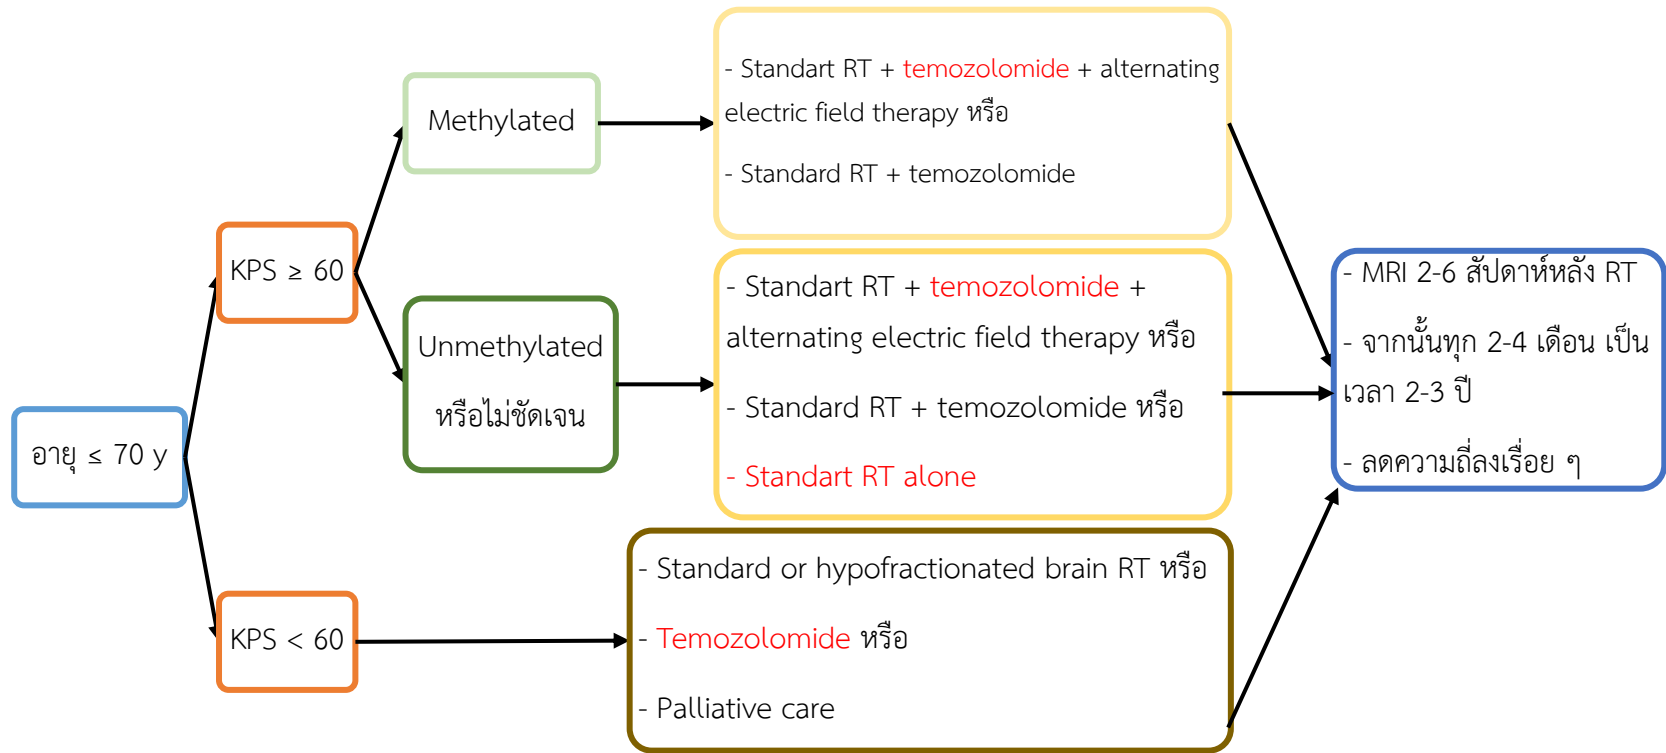 อายุ ≤ 70 y
KPS ≥ 60
KPS < 60
Methylated
Unmethylated
หรือไม่ชัดเจน
- Standart RT + temozolomide + alternating
electric field therapy หรือ
- Standard RT + temozolomide
- Standart RT + temozolomide +
alternating electric field therapy หรือ
- Standard RT + temozolomide หรือ
- Standart RT alone
- Standard or hypofractionated brain RT หรือ
- Temozolomide หรือ
- Palliative care
- MRI 2-6 สัปดาห์หลัง RT
- จากนั้นทุก 2-4 เดือน เป็น
เวลา 2-3 ปี
- ลดความถี่ลงเรื่อย ๆ